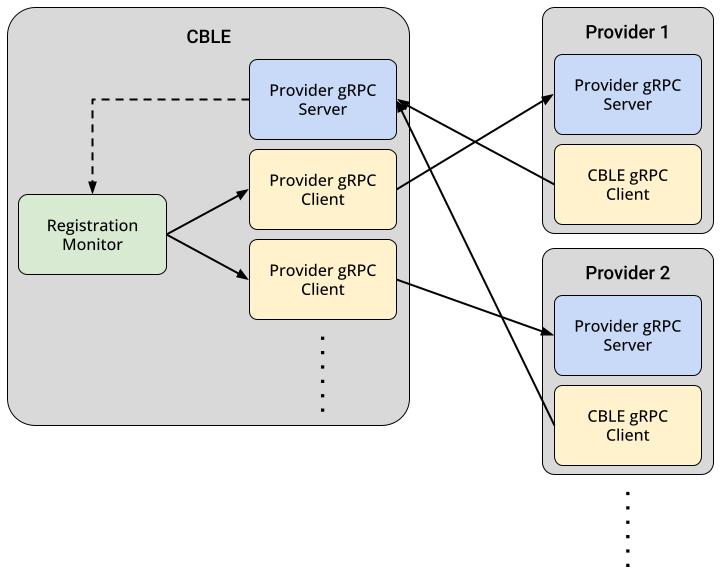 CBLE
Provider gRPC
Server
Provider gRPC
Client
Provider gRPC
Client
Registration
Monitor
Provider 1
Provider gRPC
Server
CBLE gRPC
Client
Provider 2
Provider gRPC
Server
CBLE gRPC
Client